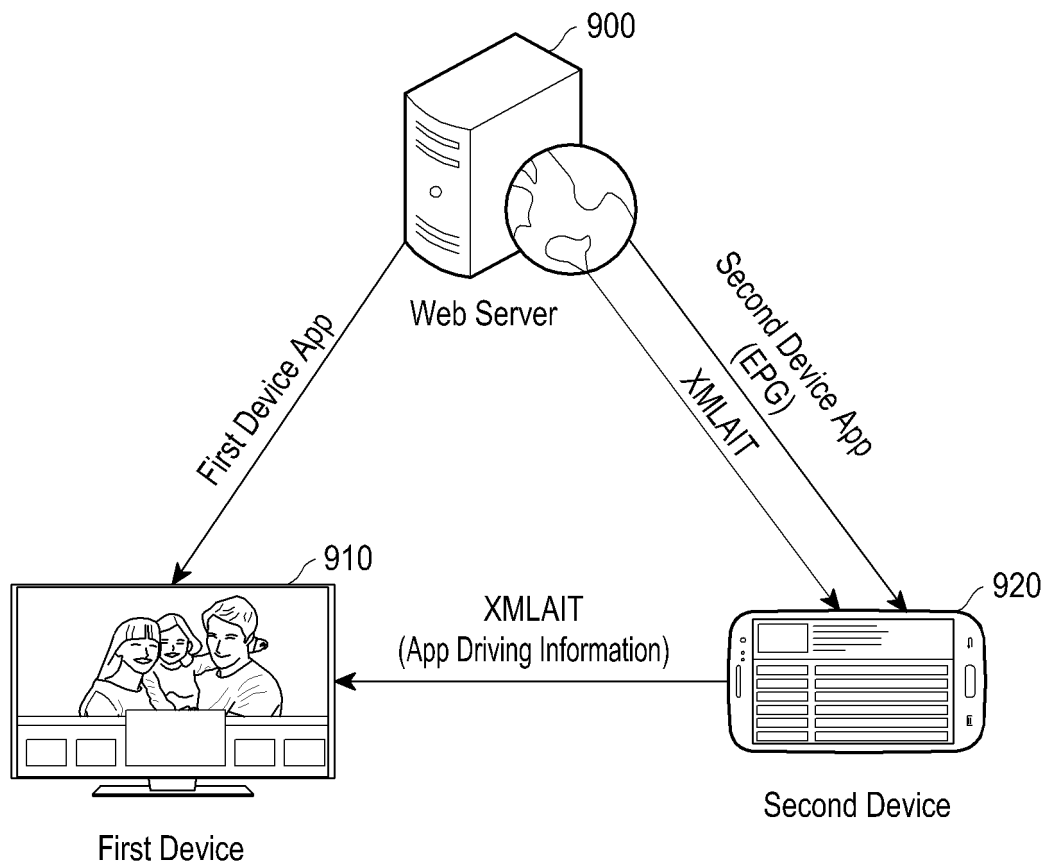 900
Web Server
First Device App
Second Device App
(EPG)
XMLAIT
910
XMLAIT
(App Driving Information)
920
First Device
Second Device